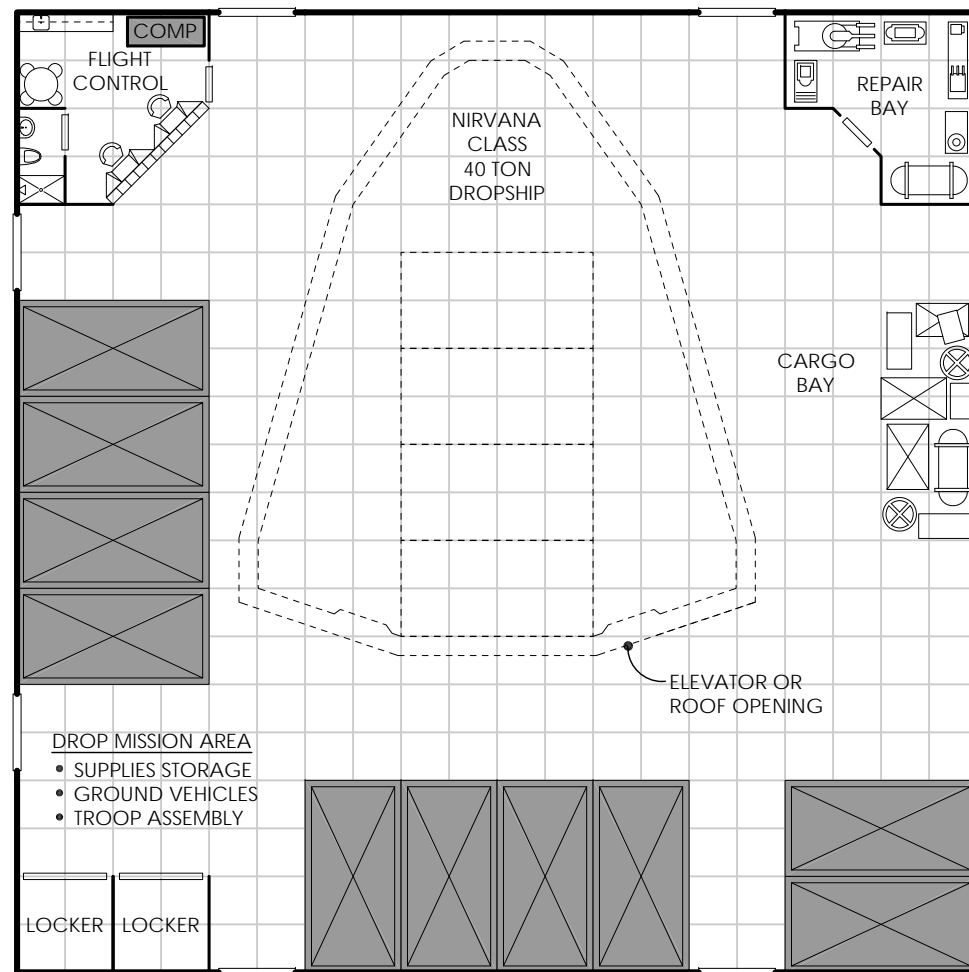 COMP
FLIGHT
CONTROL
NIRVANA
CLASS
40 TON
DROPSHIP
REPAIR
BAY
CARGO
BAY
ELEVATOR OR
ROOF OPENING
DROP MISSION AREA
• SUPPLIES STORAGE
• GROUND VEHICLES
• TROOP ASSEMBLY
LOCKER
LOCKER